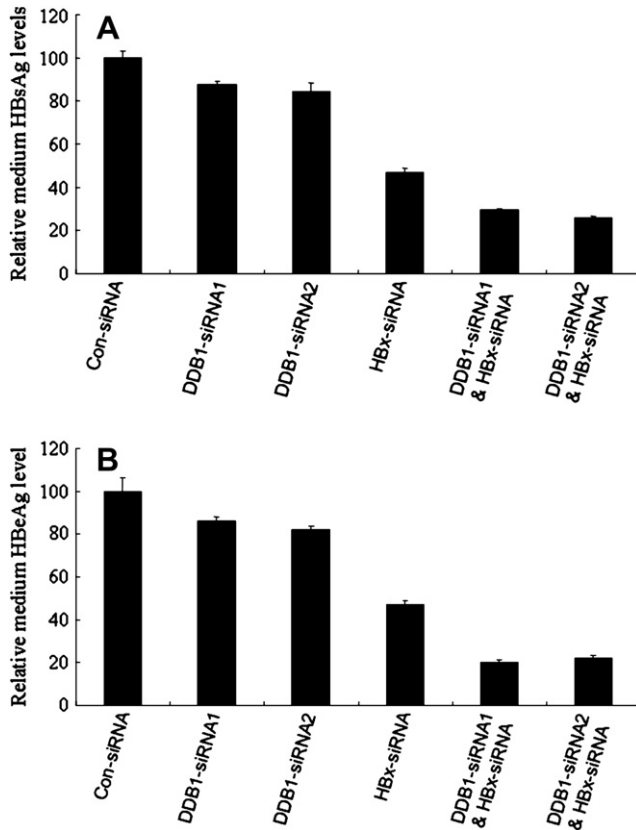 A
Relative medium HBsAg levels
120
100
80
60
40
20
0
Con-siRNA
DDB1-siRNA1
DDB1-siRNA2
HBx-siRNA
DDB1-siRNA1
& HBx-siRNA
DDB1-siRNA2
& HBx-siRNA
B
Relative medium HBeAg level
120
100
80
60
40
20
0
Con-siRNA
DDB1-siRNA1
DDB1-siRNA2
HBx-siRNA
DDB1-siRNA1
& HBx-siRNA
DDB1-siRNA2
& HBx-siRNA